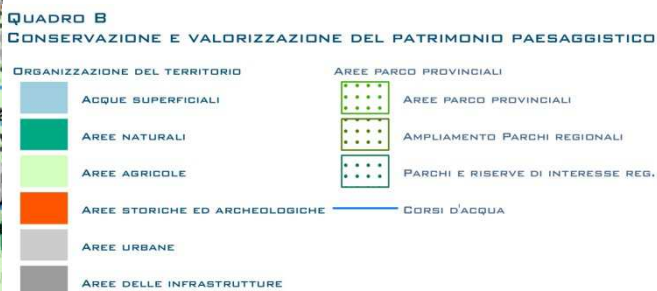 QUADRO B
CONSERVAZIONE E VALORIZZAZIONE DEL PATRIMONIO PAESAGGISTICO
ORGANIZZAZIONE DEL TERRITORIO
ACQUE SUPERFICIALI
AREE NATURALI
AREE AGRICOLE
AREE STORICHE ED ARCHEOLOGICHE
AREE URBANE
AREE DELLE INFRASTRUTTURE
AREE PARCO PROVINCIALI
AREE PARCO PROVINCIALI
AMPLIAMENTO PARCHI REGIONALI
PARCHI E RISERVE DI INTERESSE REG.
CORSI D'ACQUA